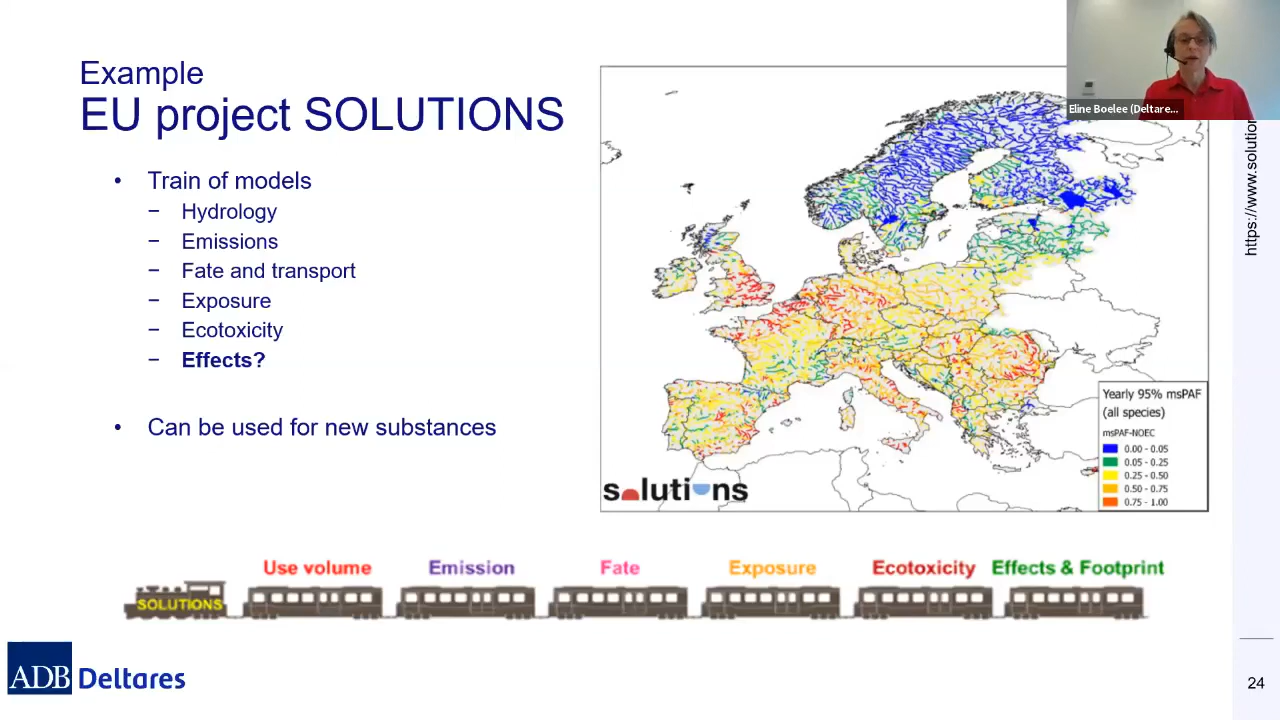 Example
EU project SOLUTIONS
• Train of models
− Hydrology
− Emissions
− Fate and transport
− Exposure
− Ecotoxicity
− Effects?
• Can be used for new substances
Eline Boelee (Deltare...
https://www.solution
Yearly 95% msPAF
(all species)
msPAF-NOEC
0.00 - 0.05
0.05 - 0.25
0.25 - 0.50
0.50 - 0.75
0.75 - 1.00
solutions
Use volume
Emission
Fate
Exposure
Ecotoxicity
Effects & Footprint
SOLUTIONS
ADB Deltares
24